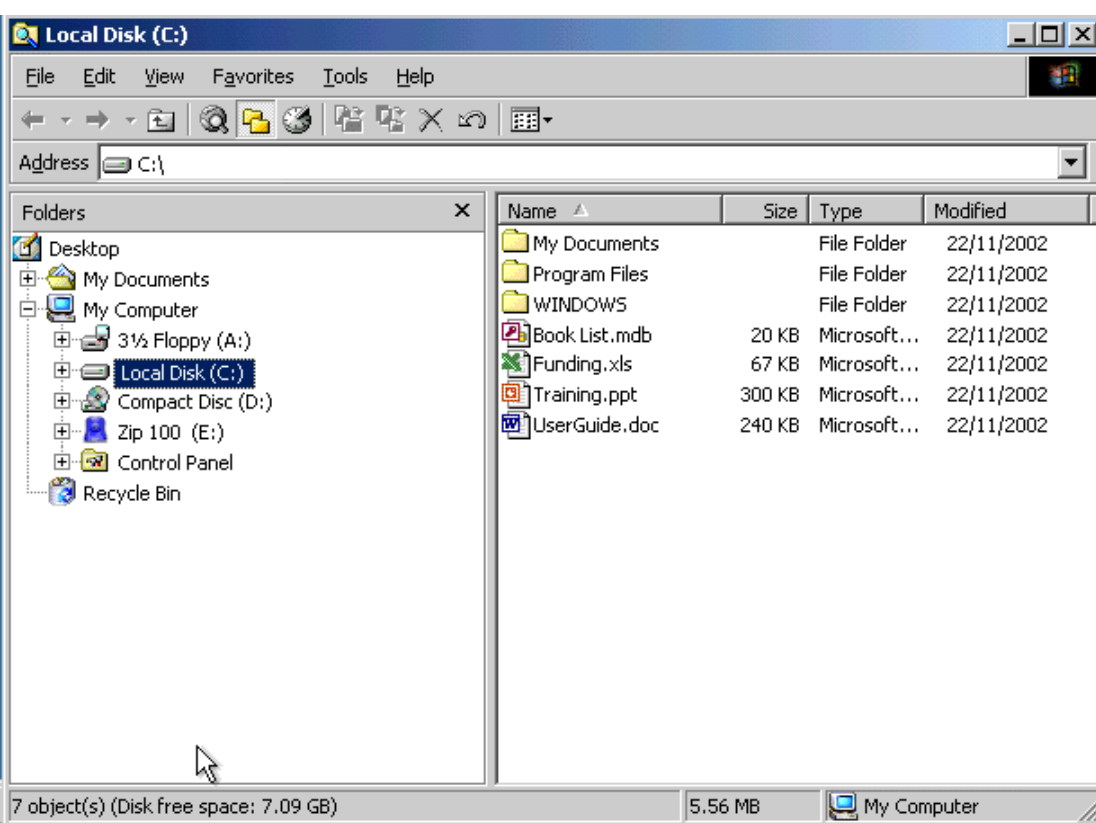 Local Disk (C:)
File Edit View Favorites Tools Help
Address C:\
Folders
Desktop
My Documents
My Computer
3½ Floppy (A:)
Local Disk (C:)
Compact Disc (D:)
Zip 100 (E:)
Control Panel
Recycle Bin
Name Size Type Modified
My Documents File Folder 22/11/2002
Program Files File Folder 22/11/2002
WINDOWS File Folder 22/11/2002
Book List.mdb 20 KB Microsoft... 22/11/2002
Funding.xls 67 KB Microsoft... 22/11/2002
Training.ppt 300 KB Microsoft... 22/11/2002
UserGuide.doc 240 KB Microsoft... 22/11/2002
7 object(s) (Disk free space: 7.09 GB) 5.56 MB My Computer